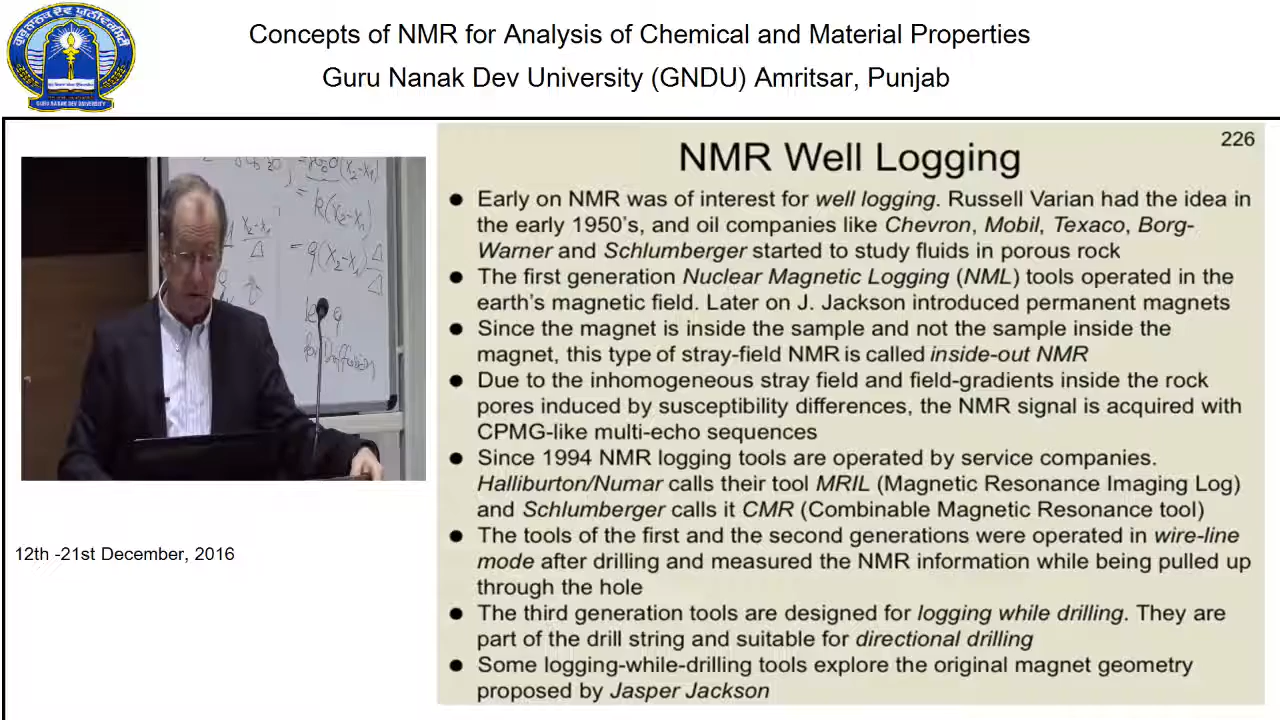 Concepts of NMR for Analysis of Chemical and Material Properties
Guru Nanak Dev University (GNDU) Amritsar, Punjab
226
NMR Well Logging
● Early on NMR was of interest for well logging. Russell Varian had the idea in
the early 1950's, and oil companies like Chevron, Mobil, Texaco, Borg-
Warner and Schlumberger started to study fluids in porous rock
● The first generation Nuclear Magnetic Logging (NML) tools operated in the
earth's magnetic field. Later on J. Jackson introduced permanent magnets
● Since the magnet is inside the sample and not the sample inside the
magnet, this type of stray-field NMR is called inside-out NMR
● Due to the inhomogeneous stray field and field-gradients inside the rock
pores induced by susceptibility differences, the NMR signal is acquired with
CPMG-like multi-echo sequences
● Since 1994 NMR logging tools are operated by service companies.
Halliburton/Numar calls their tool MRIL (Magnetic Resonance Imaging Log)
and Schlumberger calls it CMR (Combinable Magnetic Resonance tool)
● The tools of the first and the second generations were operated in wire-line
mode after drilling and measured the NMR information while being pulled up
through the hole
● The third generation tools are designed for logging while drilling. They are
part of the drill string and suitable for directional drilling
● Some logging-while-drilling tools explore the original magnet geometry
proposed by Jasper Jackson
(x₂-x₁)
= k(x₂-x₁)
= q(x₂-x₁) Δ
Δ
12th -21st December, 2016